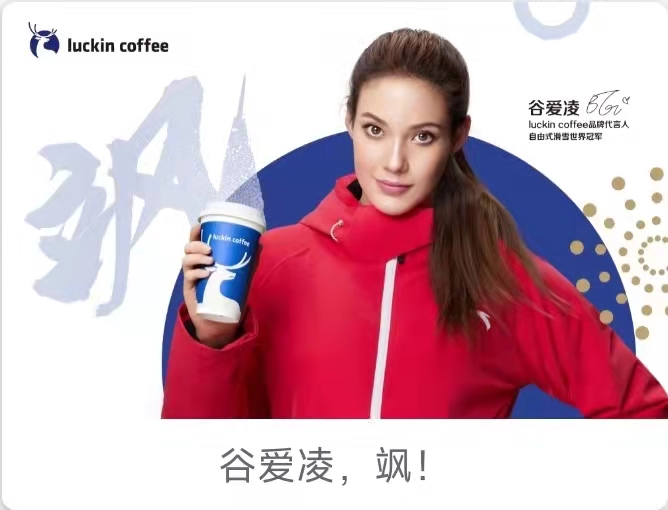 luckin coffee
飒
谷爱凌
luckin coffee品牌代言人
自由式滑雪世界冠军
luckin coffee
谷爱凌，飒！